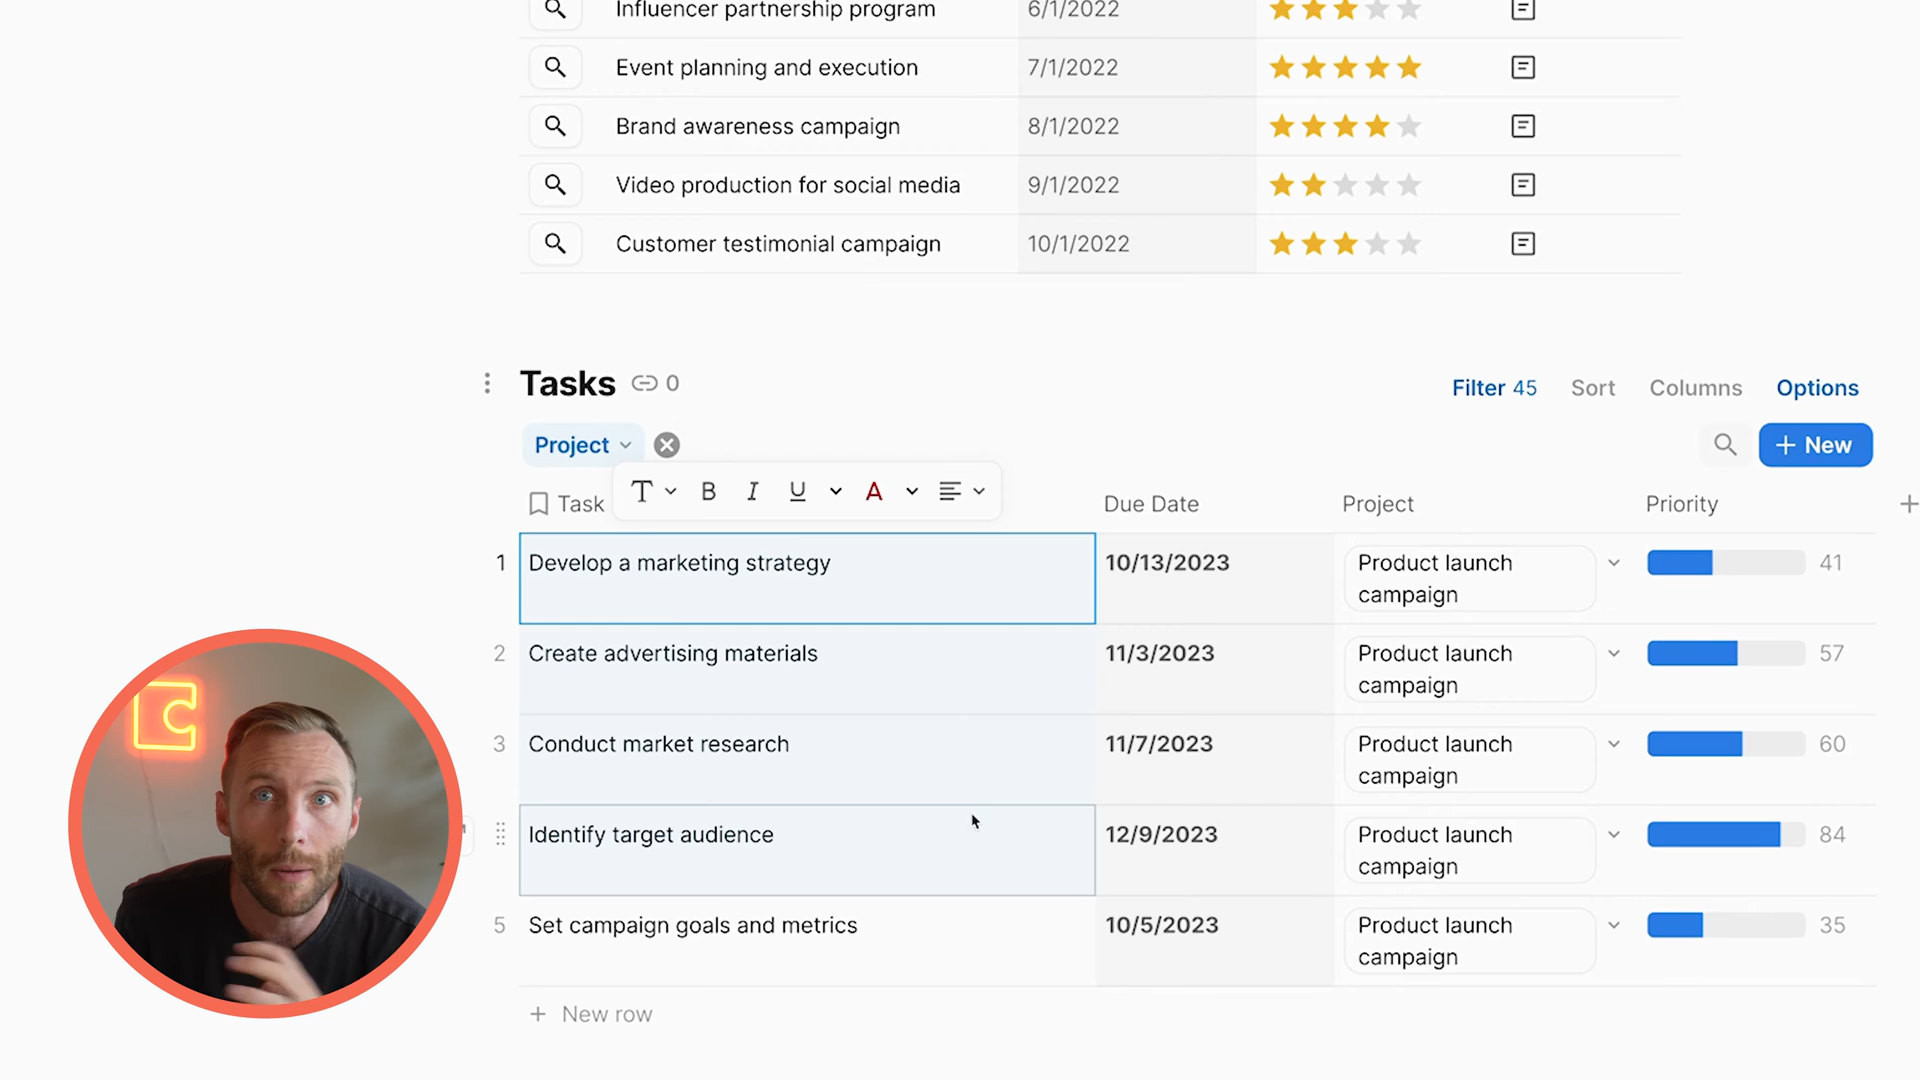 Influencer partnership program 6/1/2022
Event planning and execution 7/1/2022
Brand awareness campaign 8/1/2022
Video production for social media 9/1/2022
Customer testimonial campaign 10/1/2022
Tasks 0
Filter 45 Sort Columns Options
Project
New
T B I U A
Task Due Date Project Priority
1 Develop a marketing strategy 10/13/2023 Product launch 41
campaign
2 Create advertising materials 11/3/2023 Product launch 57
campaign
3 Conduct market research 11/7/2023 Product launch 60
campaign
Identify target audience 12/9/2023 Product launch 84
campaign
5 Set campaign goals and metrics 10/5/2023 Product launch 35
campaign
+ New row